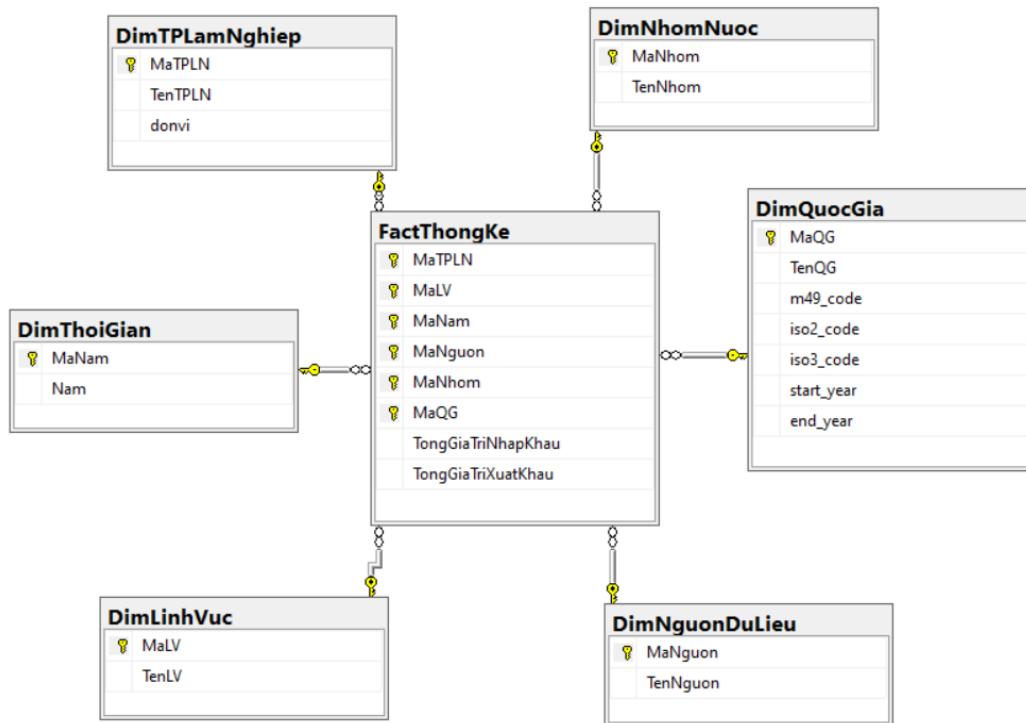 DimTPLamNghiep
MaTPLN
TenTPLN
donvi
DimNhomNuoc
MaNhom
TenNhom
DimQuocGia
MaQG
TenQG
m49_code
iso2_code
iso3_code
start_year
end_year
FactThongKe
MaTPLN
MaLV
MaNam
MaNguon
MaNhom
MaQG
TongGiaTriNhapKhau
TongGiaTriXuatKhau
DimThoiGian
MaNam
Nam
DimLinhVuc
MaLV
TenLV
DimNguonDuLieu
MaNguon
TenNguon